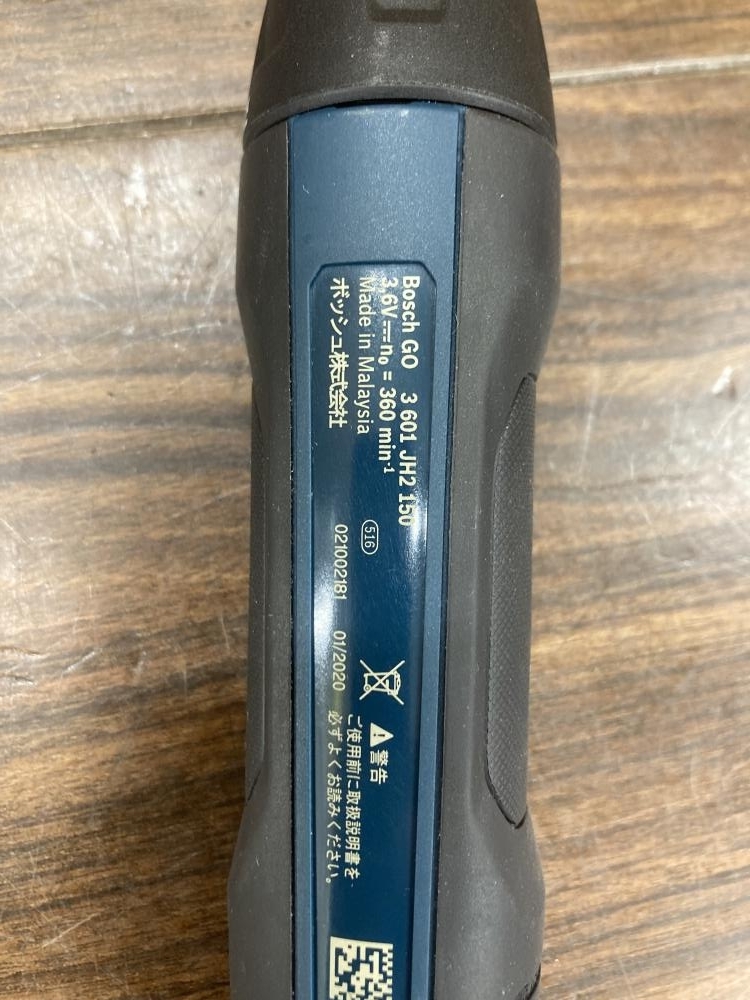 Bosch GO 3 601 JH2 150
3,6V n₀ = 360 min⁻¹
Made in Malaysia
ボッシュ株式会社
516
021002181 01/2020
警告
ご使用前に取扱説明書を
必ずよくお読みください。